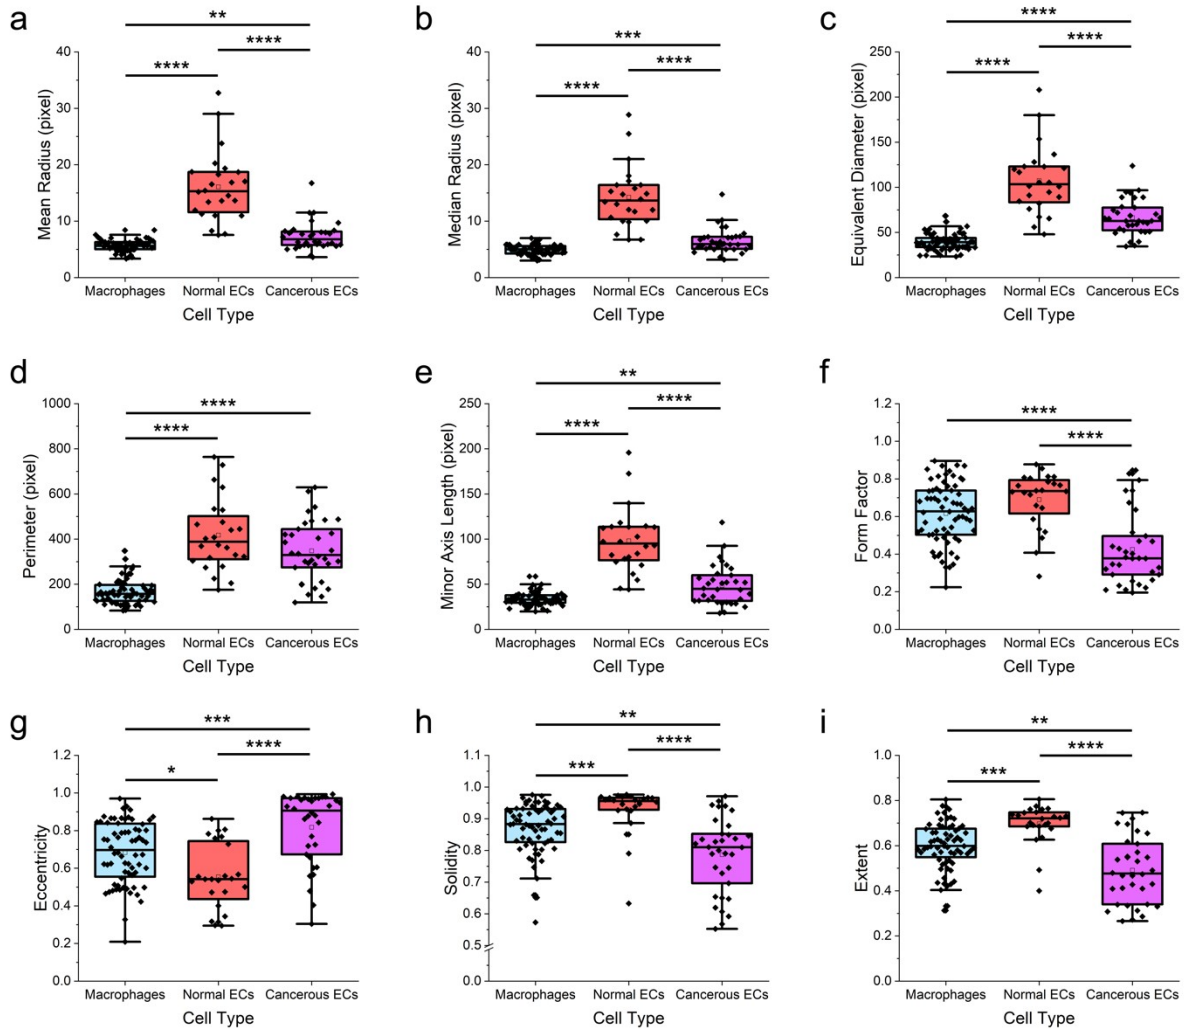 a
**
****
****
40
30
20
10
0
Mean Radius (pixel)
Macrophages Normal ECs Cancerous ECs
Cell Type
b
***
****
****
40
30
20
10
0
Median Radius (pixel)
Macrophages Normal ECs Cancerous ECs
Cell Type
c
****
****
****
250
200
150
100
50
0
Equivalent Diameter (pixel)
Macrophages Normal ECs Cancerous ECs
Cell Type
d
****
****
1000
800
600
400
200
0
Perimeter (pixel)
Macrophages Normal ECs Cancerous ECs
Cell Type
e
**
****
****
250
200
150
100
50
0
Minor Axis Length (pixel)
Macrophages Normal ECs Cancerous ECs
Cell Type
f
****
****
1.2
1.0
0.8
0.6
0.4
0.2
0.0
Form Factor
Macrophages Normal ECs Cancerous ECs
Cell Type
g
***
****
*
1.2
1.0
0.8
0.6
0.4
0.2
0.0
Eccentricity
Macrophages Normal ECs Cancerous ECs
Cell Type
h
**
****
***
1.1
1.0
0.9
0.8
0.7
0.6
0.5
0.0
Solidity
Macrophages Normal ECs Cancerous ECs
Cell Type
i
**
****
***
1.0
0.8
0.6
0.4
0.2
0.0
Extent
Macrophages Normal ECs Cancerous ECs
Cell Type